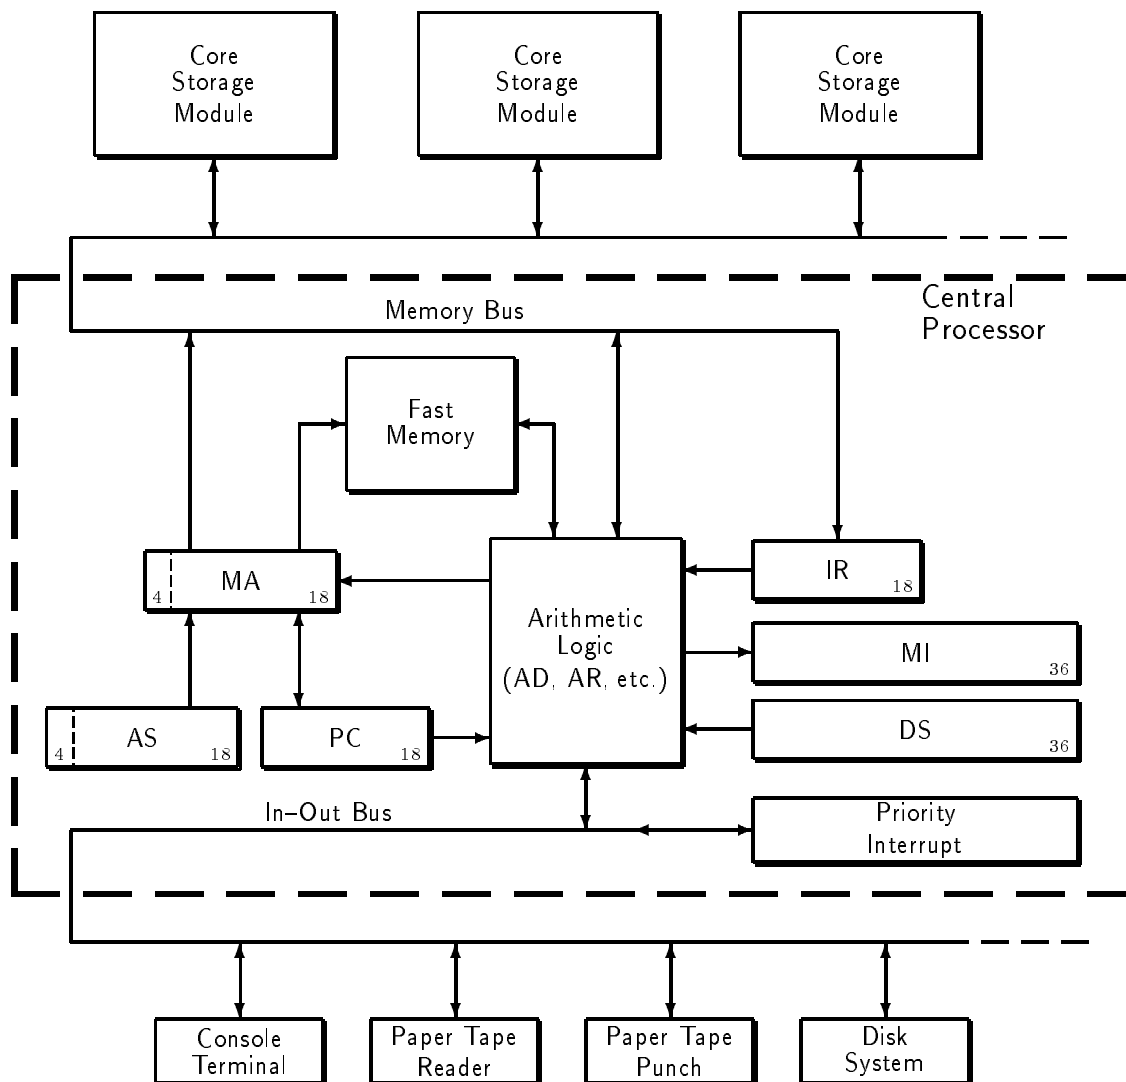 Core
Storage
Module
Core
Storage
Module
Core
Storage
Module
Central
Processor
Memory Bus
Fast
Memory
MA
4
18
IR
18
Arithmetic
Logic
(AD, AR, etc.)
MI
36
AS
4
18
PC
18
DS
36
In–Out Bus
Priority
Interrupt
Console
Terminal
Paper Tape
Reader
Paper Tape
Punch
Disk
System